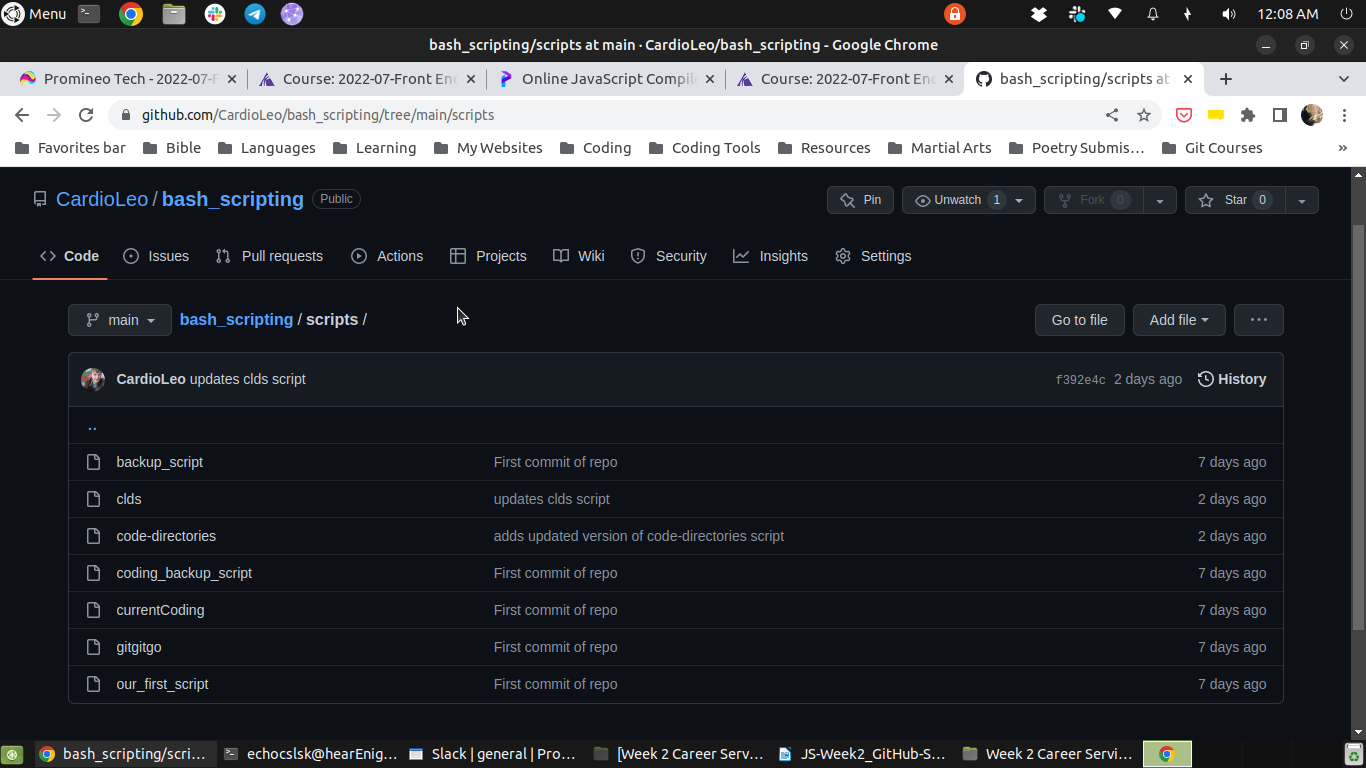 Menu 12:08 AM
bash_scripting/scripts at main · CardioLeo/bash_scripting - Google Chrome
Promineo Tech - 2022-07-F Course: 2022-07-Front End Online JavaScript Compile Course: 2022-07-Front End bash_scripting/scripts at
github.com/CardioLeo/bash_scripting/tree/main/scripts
Favorites bar Bible Languages Learning My Websites Coding Coding Tools Resources Martial Arts Poetry Submis… Git Courses »
CardioLeo / bash_scripting Public Pin Unwatch 1 Fork 0 Star 0
Code Issues Pull requests Actions Projects Wiki Security Insights Settings
main bash_scripting / scripts / Go to file Add file ...
CardioLeo updates clds script f392e4c 2 days ago History
..
backup_script First commit of repo 7 days ago
clds updates clds script 2 days ago
code-directories adds updated version of code-directories script 2 days ago
coding_backup_script First commit of repo 7 days ago
currentCoding First commit of repo 7 days ago
gitgitgo First commit of repo 7 days ago
our_first_script First commit of repo 7 days ago
bash_scripting/scri… echocslsk@hearEnig… Slack | general | Pro… [Week 2 Career Serv… JS-Week2_GitHub-S… Week 2 Career Servi…